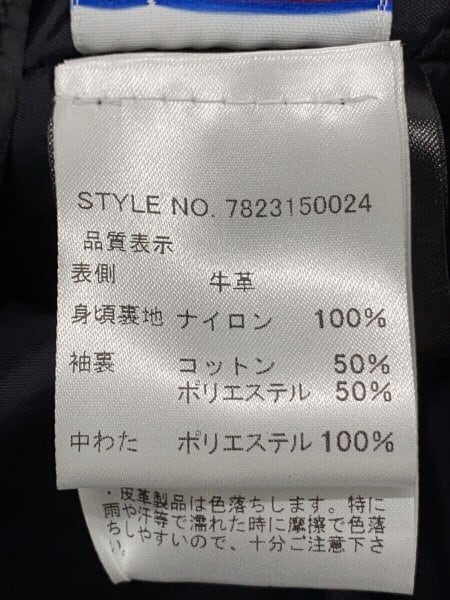 STYLE NO. 7823150024
品質表示
表側 牛革
身頃裏地 ナイロン 100%
袖裏 コットン 50%
ポリエステル 50%
中わた ポリエステル 100%
・皮革製品は色落ちします。特に
雨や汗等で濡れた時に摩擦で色落
ちしやすいので、十分ご注意下さ
い。